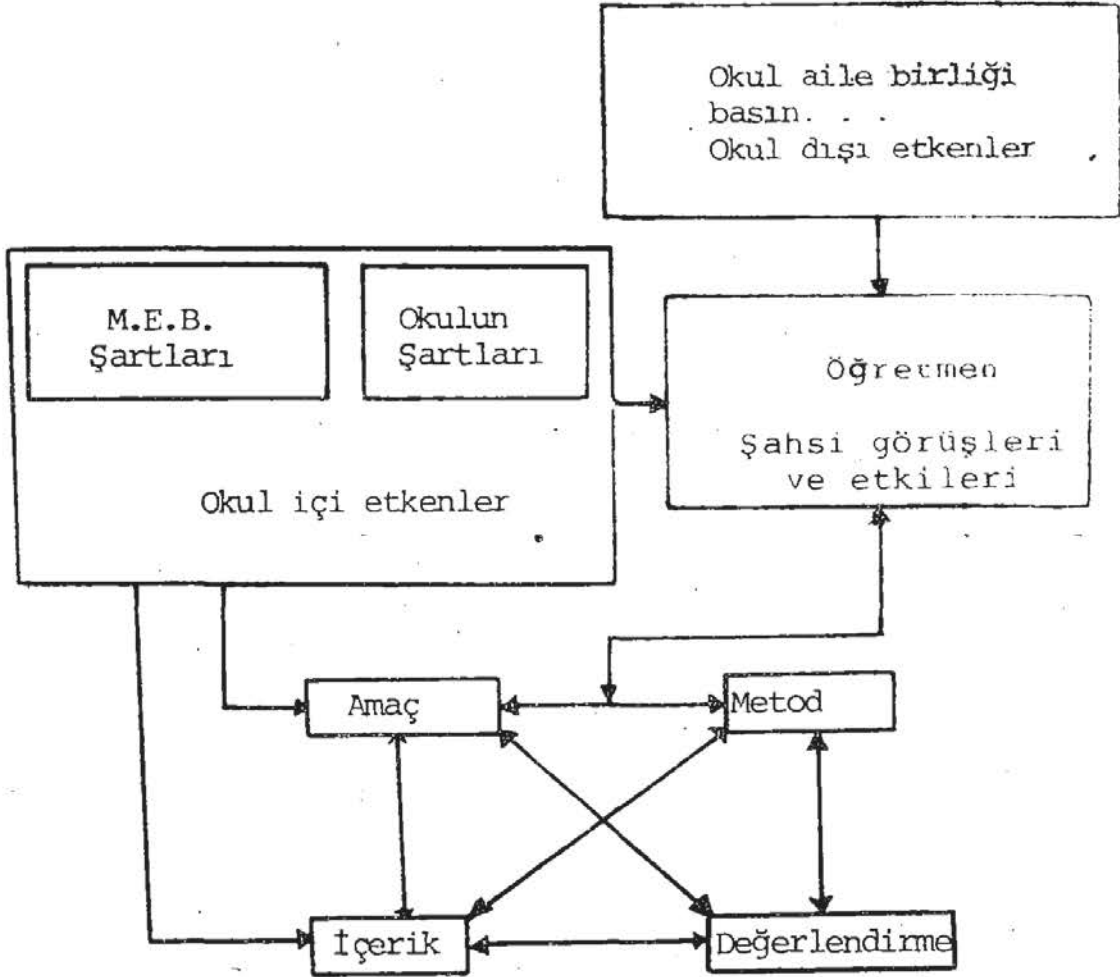 Okul aile birliği
basın. . .
Okul dışı etkenler
M.E.B.
Şartları
Okulun
Şartları
Okul içi etkenler
Öğretmen
Şahsi görüşleri
ve etkileri
Amaç
Metod
İçerik
Değerlendirme